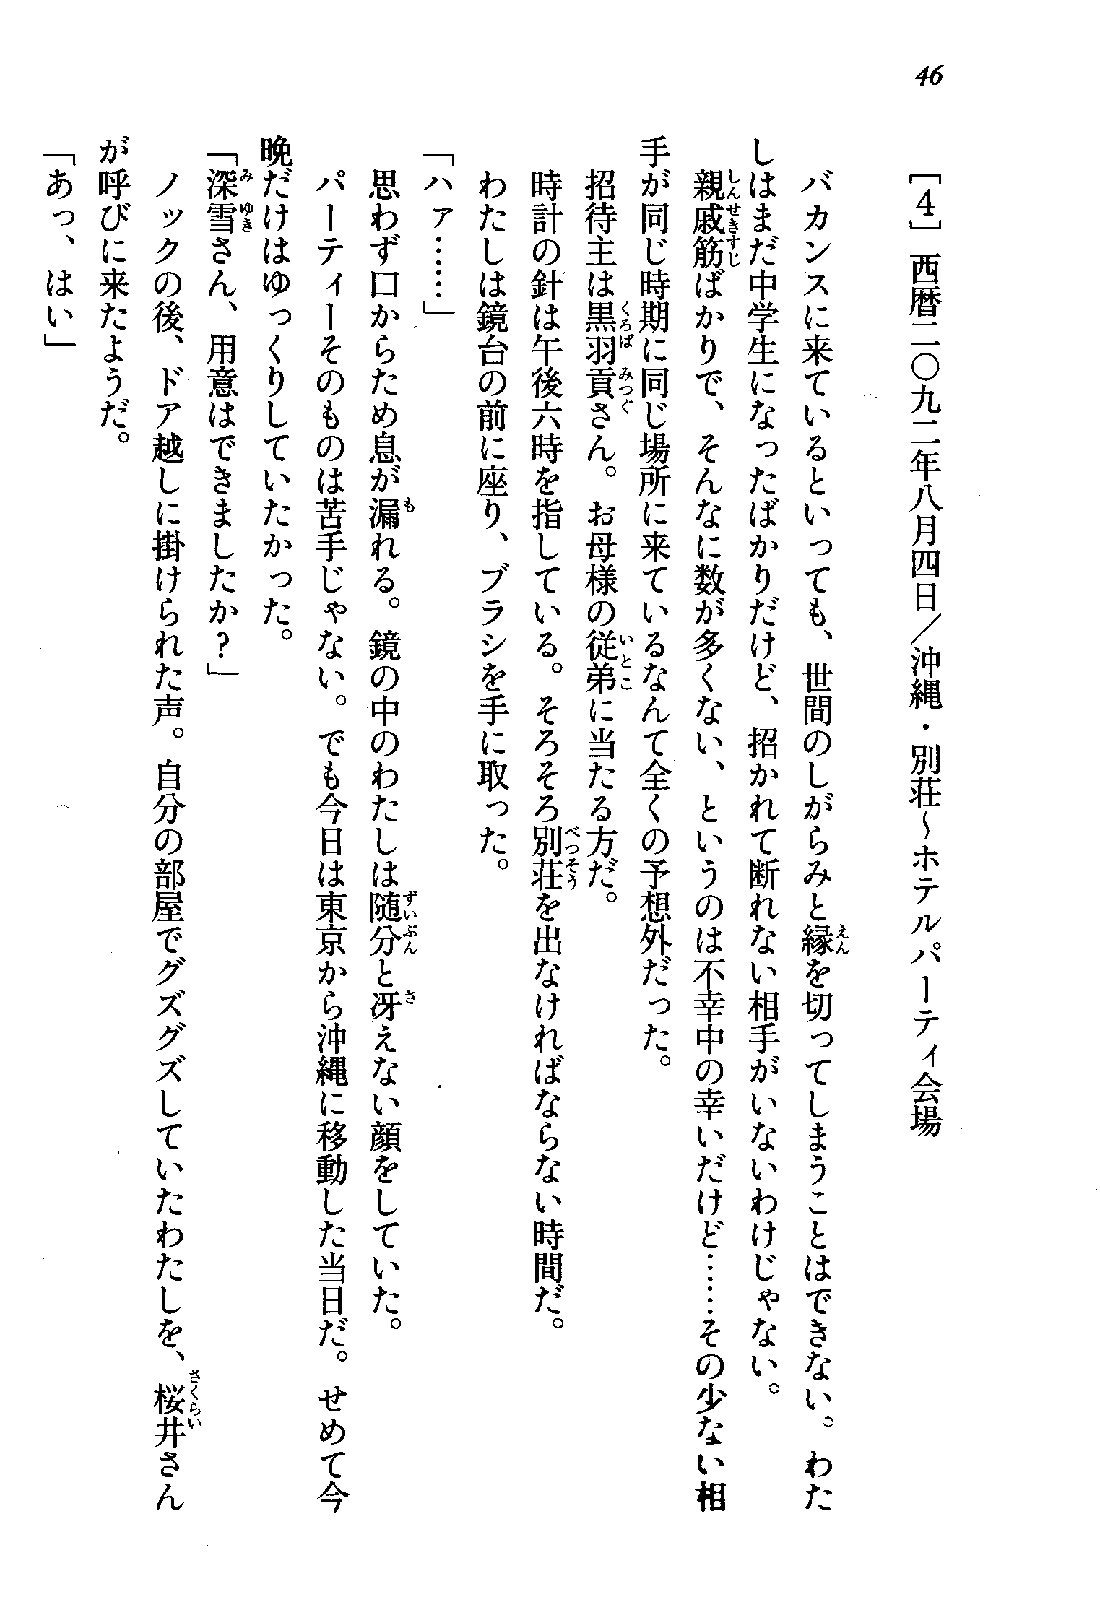 46
［4］西暦二〇九二年八月四日／沖縄・別荘～ホテルパーティ会場
バカンスに来ているといっても、世間のしがらみと縁を切ってしまうことはできない。わた
しはまだ中学生になったばかりだけど、招かれて断れない相手がいないわけじゃない。
親戚筋ばかりで、そんなに数が多くない、というのは不幸中の幸いだけど……その少ない相
手が同じ時期に同じ場所に来ているなんて全くの予想外だった。
招待主は黒羽貢さん。お母様の従弟に当たる方だ。
時計の針は午後六時を指している。そろそろ別荘を出なければならない時間だ。
わたしは鏡台の前に座り、ブラシを手に取った。
「ハァ……」
思わず口からため息が漏れる。鏡の中のわたしは随分と冴えない顔をしていた。
パーティーそのものは苦手じゃない。でも今日は東京から沖縄に移動した当日だ。せめて今
晩だけはゆっくりしていたかった。
「深雪さん、用意はできましたか？」
ノックの後、ドア越しに掛けられた声。自分の部屋でグズグズしていたわたしを、桜井さん
が呼びに来たようだ。
「あっ、はい」